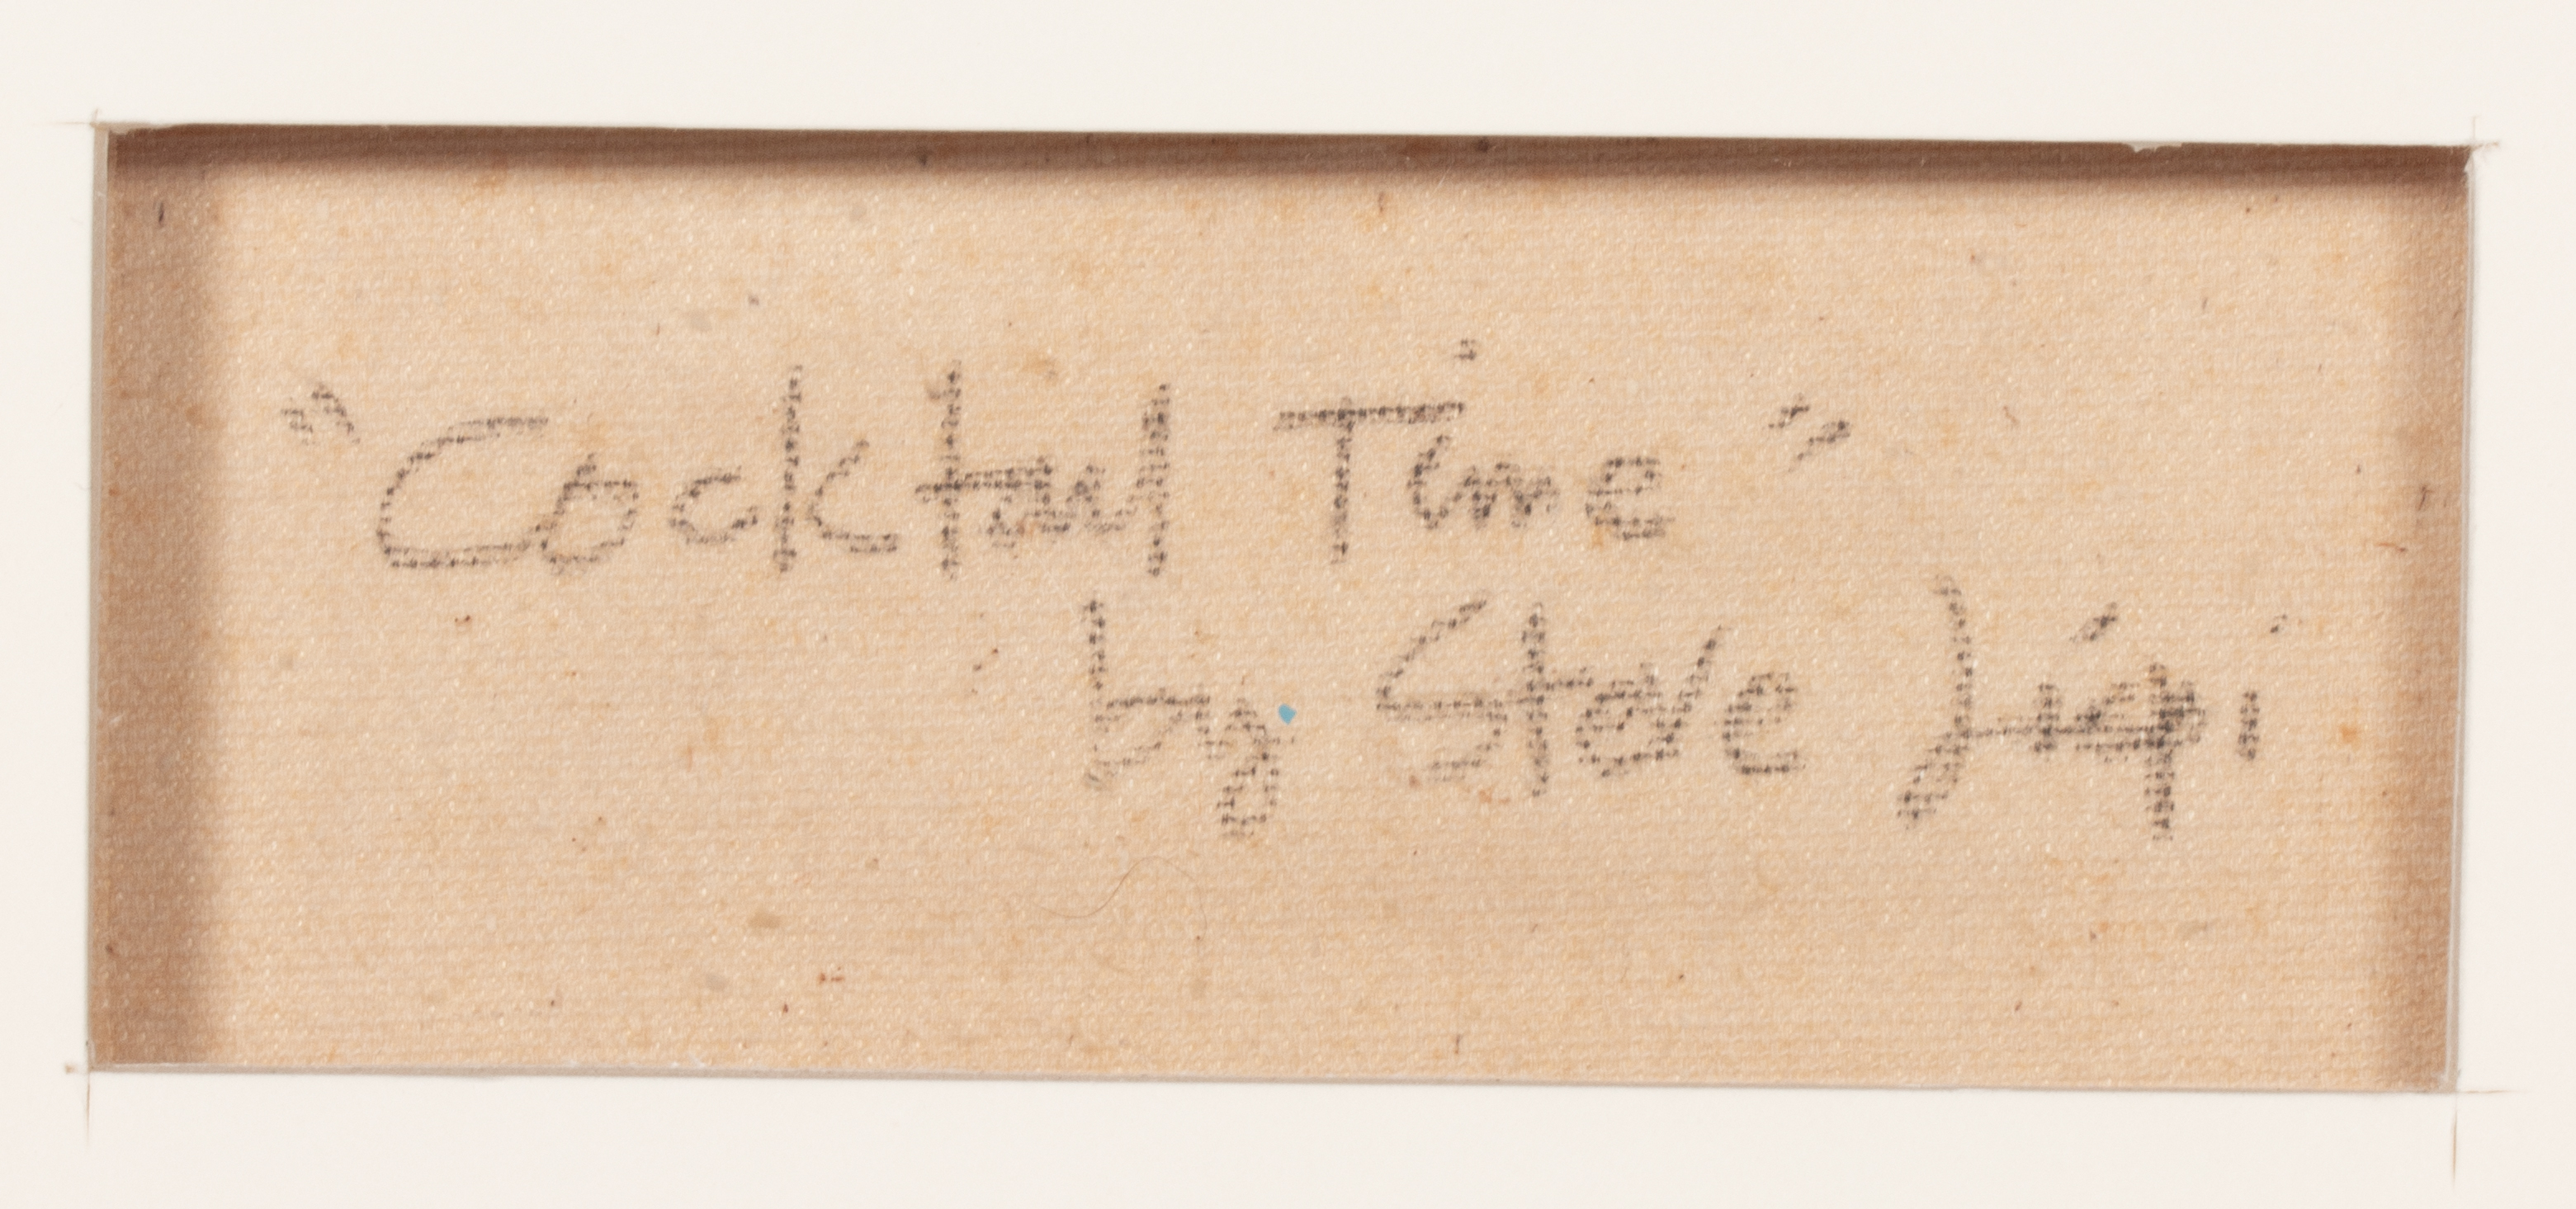 "Cocktail Time"
by Steve